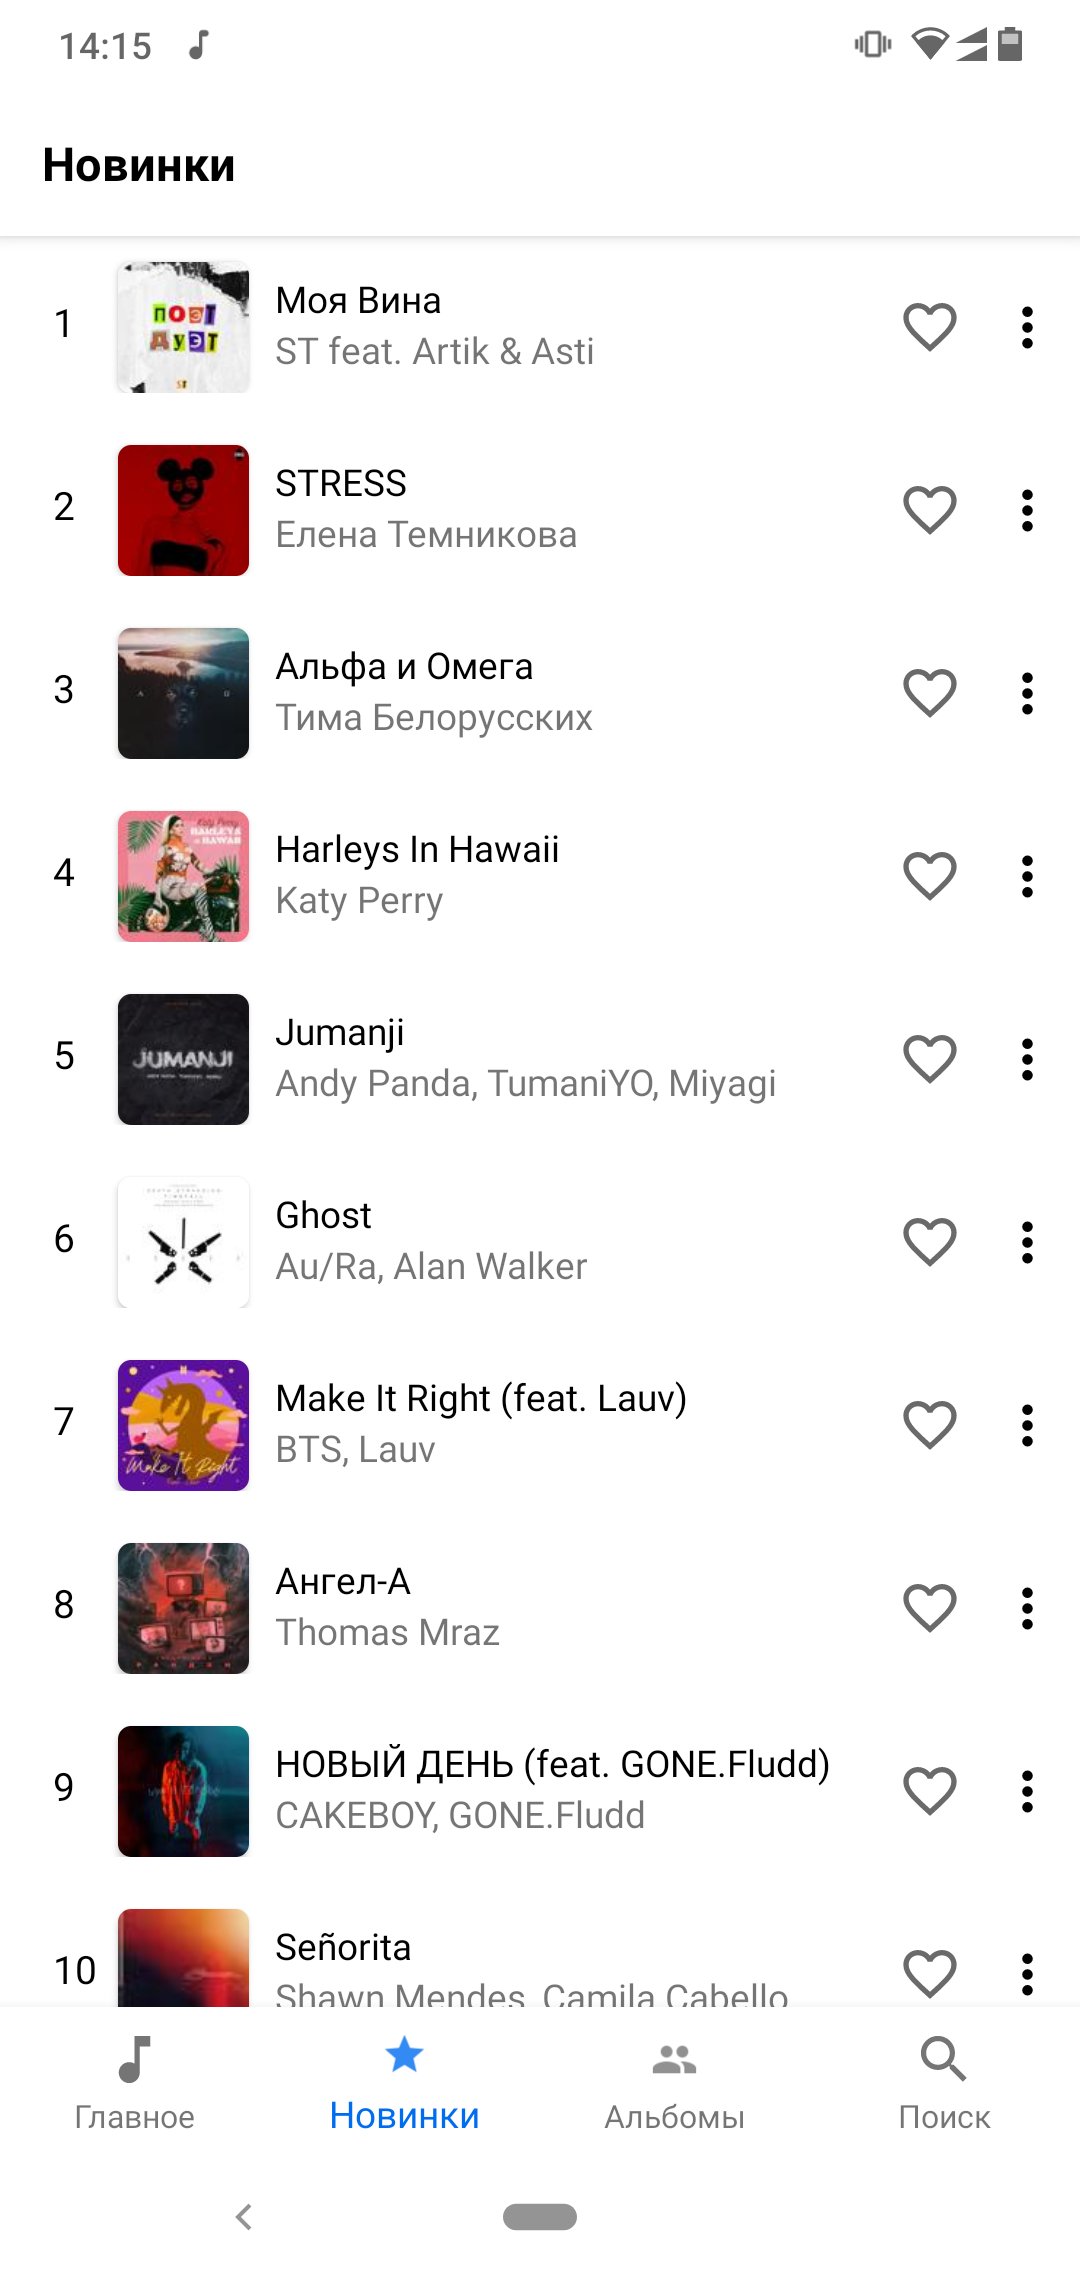 14:15
Новинки
1
ПОЭТ
ДУЭТ
ST
Моя Вина
ST feat. Artik & Asti
2
STRESS
Елена Темникова
3
Альфа и Омега
Тима Белорусских
4
Katy Perry
HARLEYS
IN HAWAII
Harleys In Hawaii
Katy Perry
5
JUMANJI
Jumanji
Andy Panda, TumaniYO, Miyagi
6
Ghost
Au/Ra, Alan Walker
7
Make It Right
Make It Right (feat. Lauv)
BTS, Lauv
8
Ангел-А
Thomas Mraz
9
НОВЫЙ ДЕНЬ (feat. GONE.Fludd)
CAKEBOY, GONE.Fludd
10
Señorita
Shawn Mendes, Camila Cabello
Главное
Новинки
Альбомы
Поиск